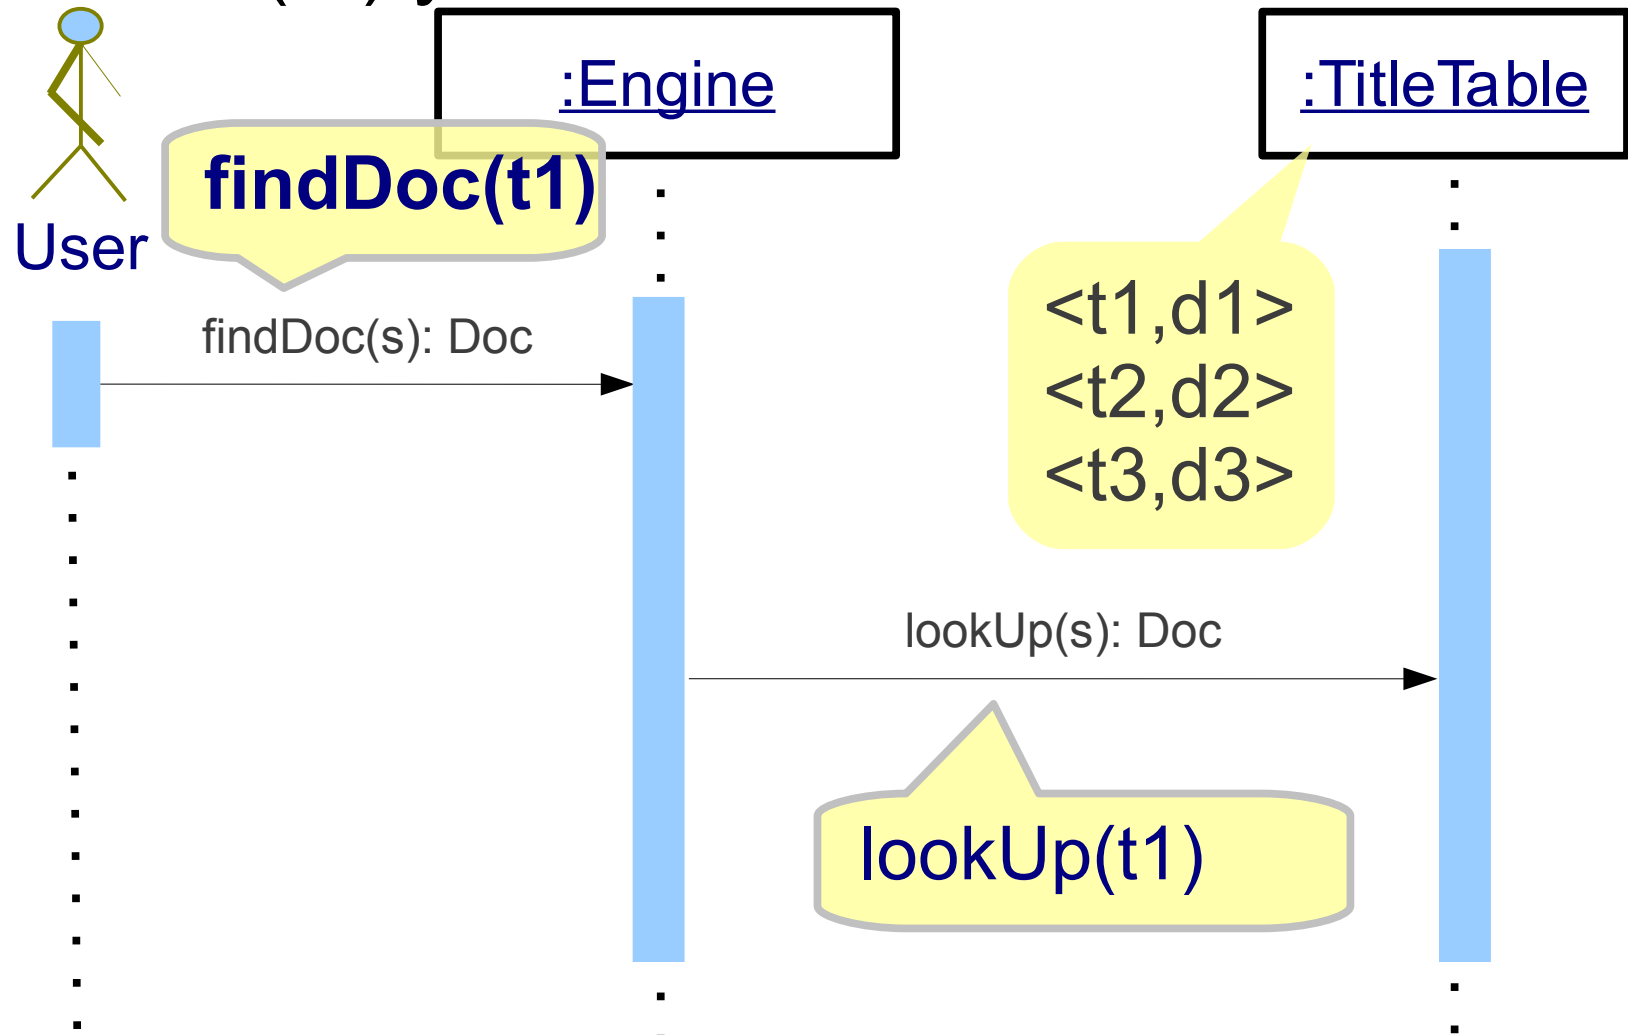 :Engine
:TitleTable
findDoc(t1)
User
<t1,d1>
findDoc(s): Doc
<t2,d2>
<t3,d3>
lookUp(s): Doc
lookUp(t1)